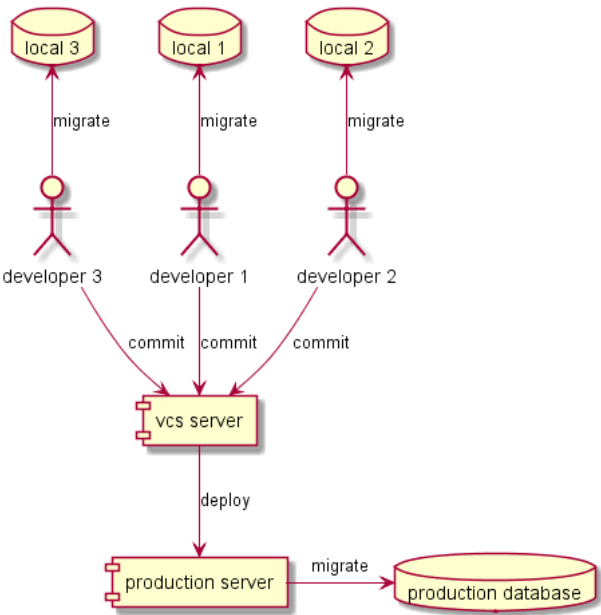 local 3
local 1
local 2
migrate
migrate
migrate
developer 3
developer 1
developer 2
commit
commit
commit
vcs server
deploy
production server
migrate
production database